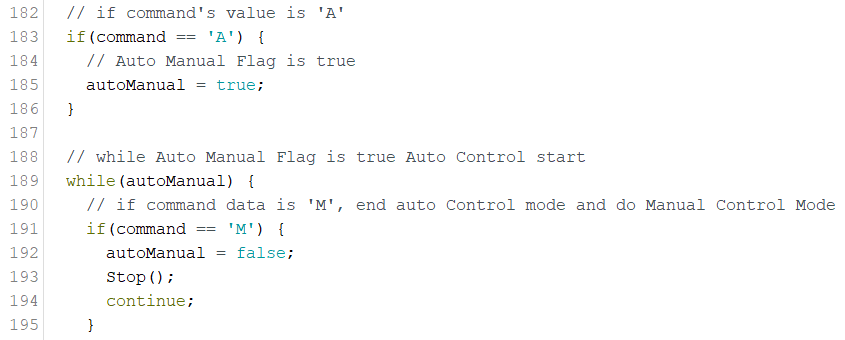 182 // if command's value is 'A'
183 if(command == 'A') {
184 // Auto Manual Flag is true
185 autoManual = true;
186 }
187
188 // while Auto Manual Flag is true Auto Control start
189 while(autoManual) {
190 // if command data is 'M', end auto Control mode and do Manual Control Mode
191 if(command == 'M') {
192 autoManual = false;
193 Stop();
194 continue;
195 }